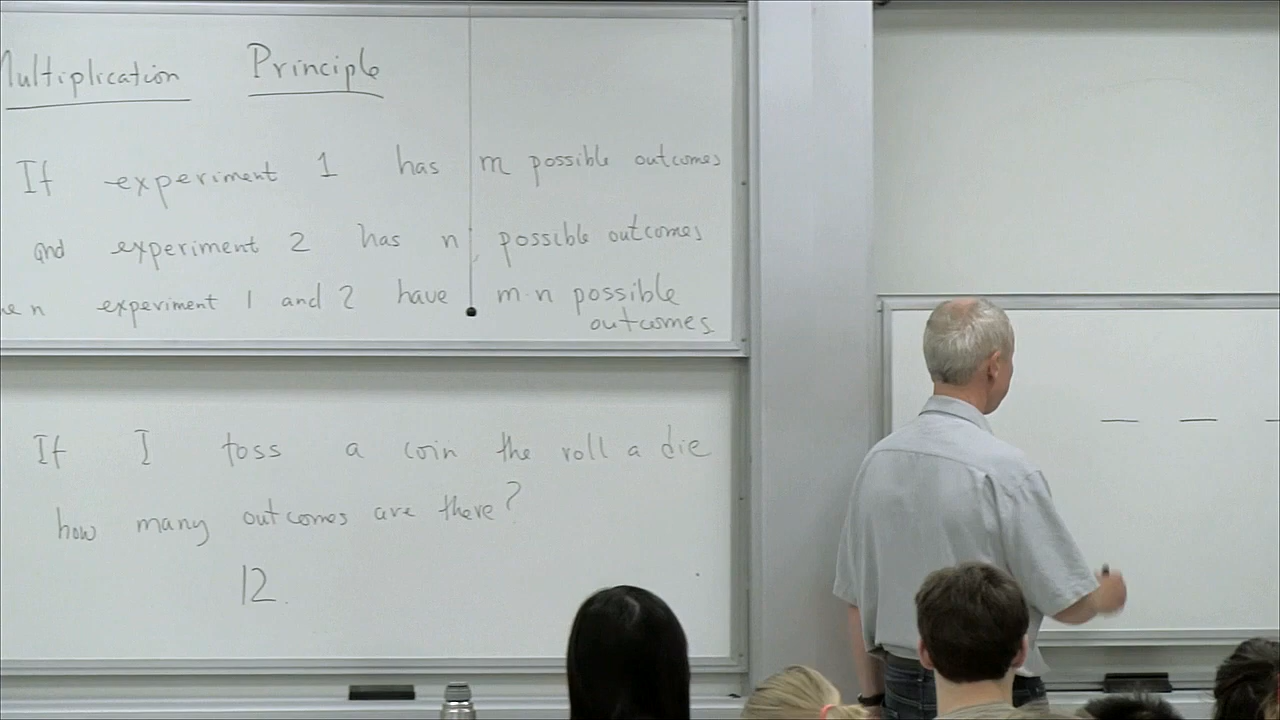 Multiplication Principle
If experiment 1 has m possible outcomes
and experiment 2 has n possible outcomes
experiment 1 and 2 have m·n possible
outcomes
If I toss a coin the roll a die
how many outcomes are there?
12.